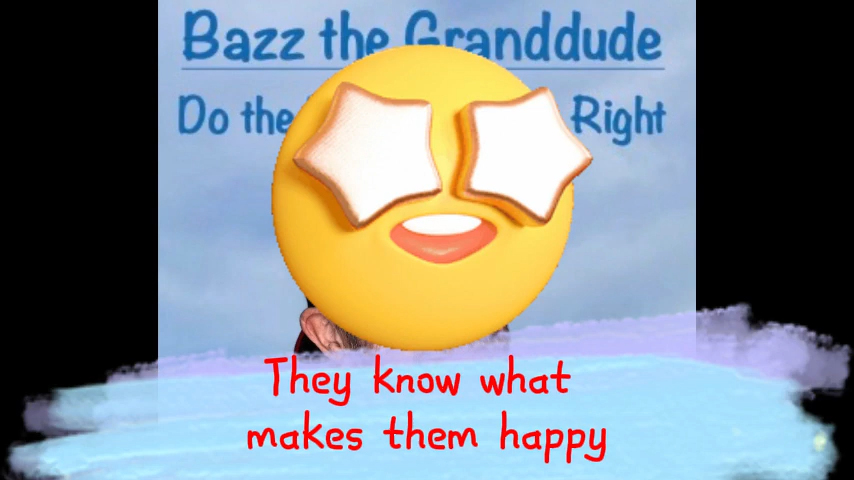 Bazz the Granddude
Do the Right
They know what
makes them happy